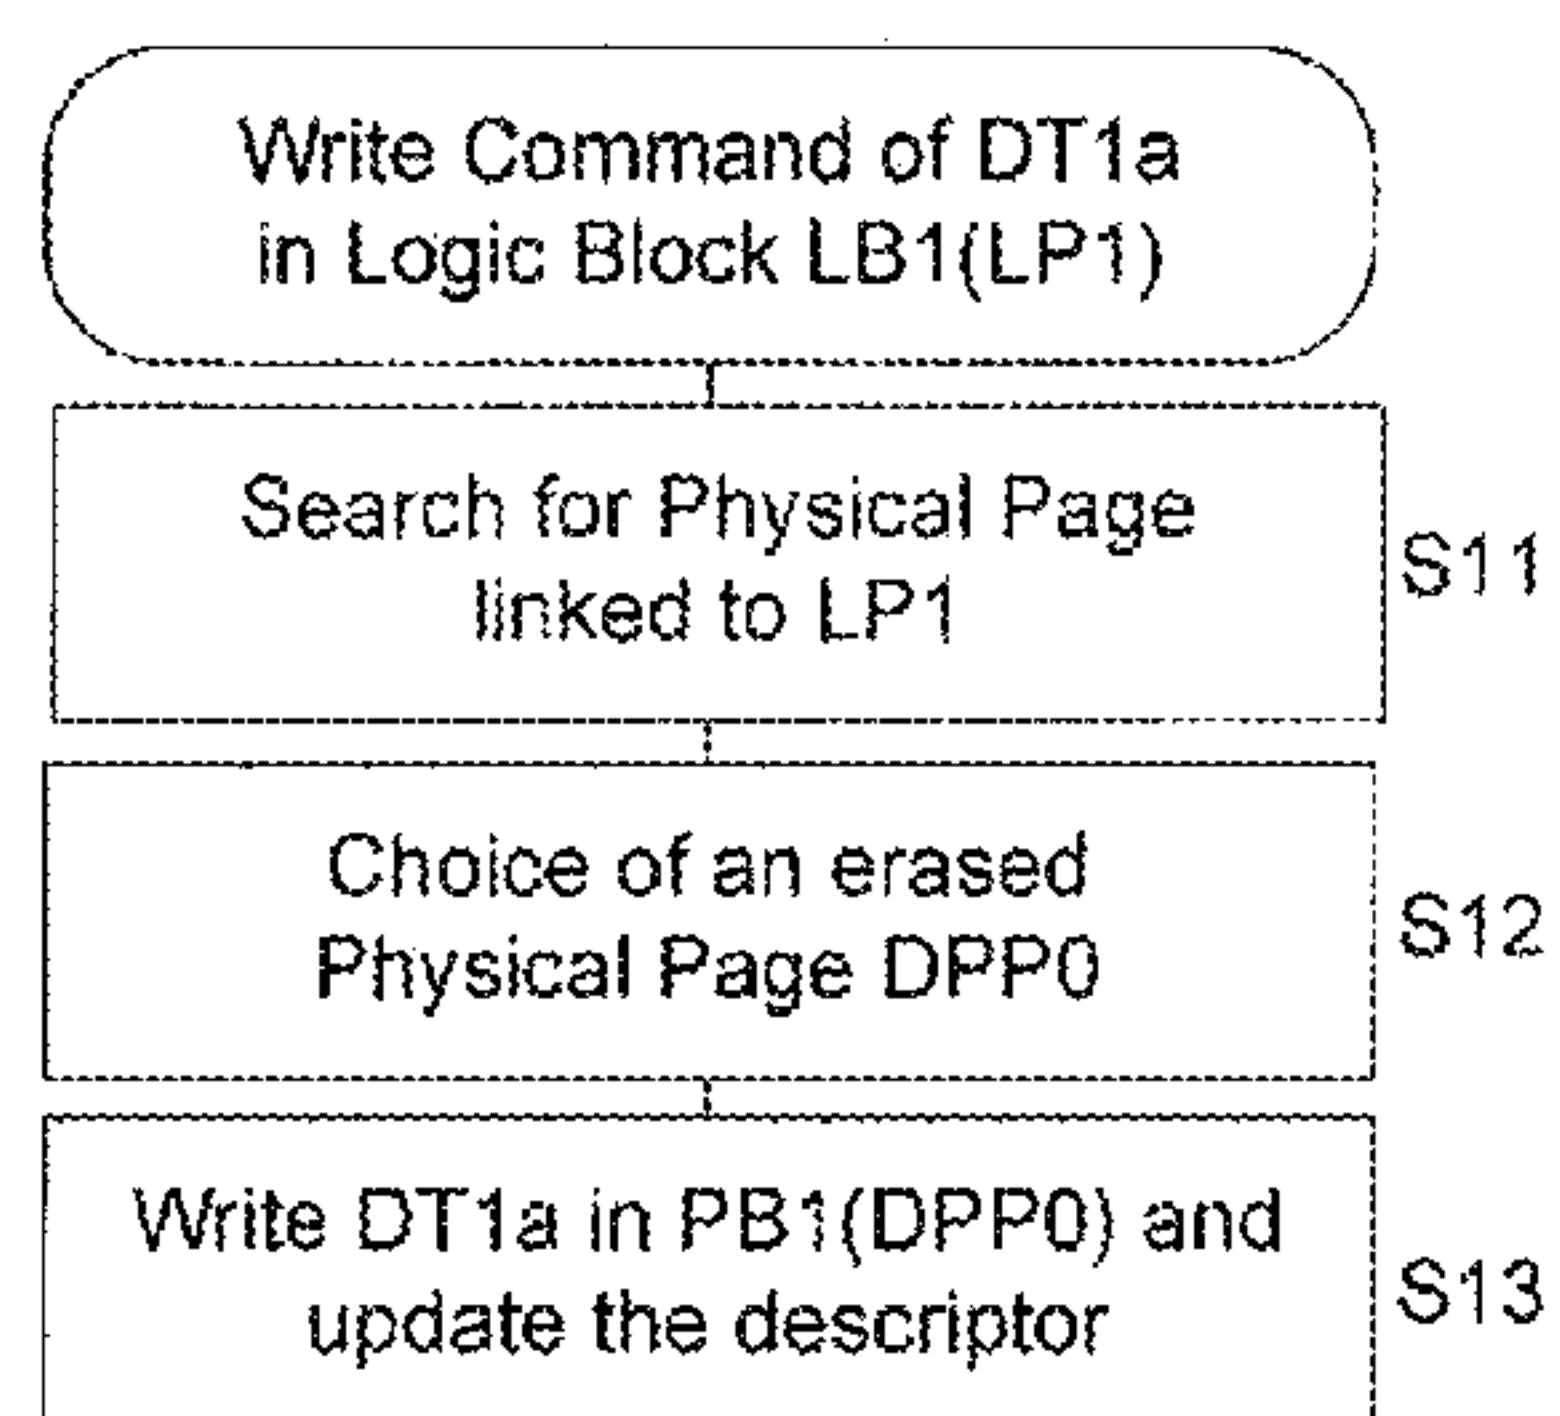 Write Command of DT1a
in Logic Block LB1(LP1)
Search for Physical Page
linked to LP1
S11
Choice of an erased
Physical Page DPP0
S12
Write DT1a in PB1(DPP0) and
update the descriptor
S13